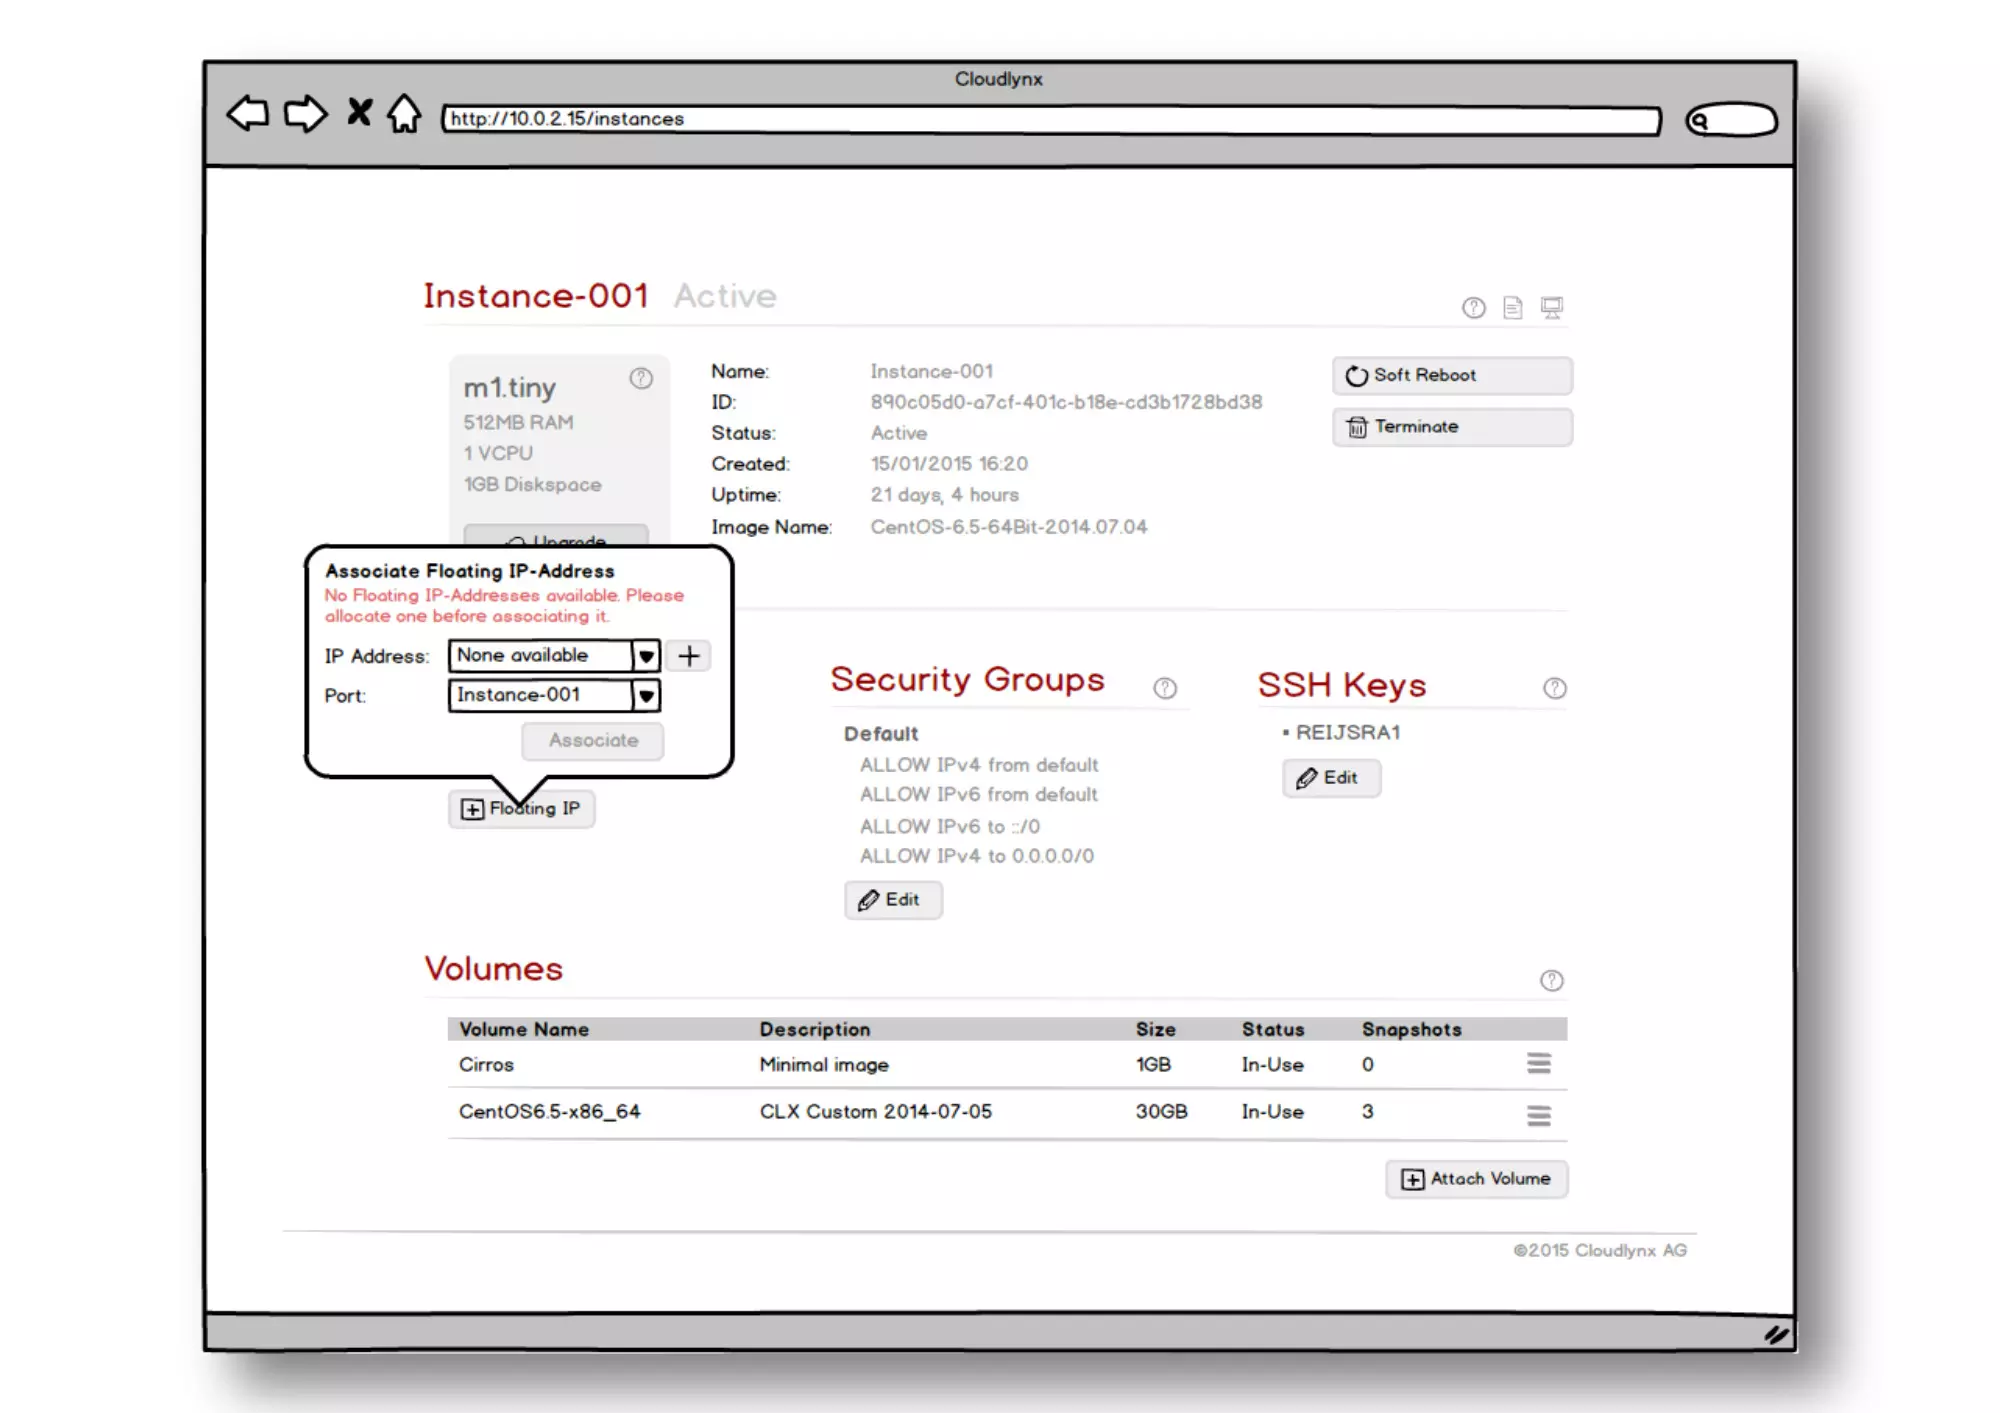 Cloudlynx
http://10.0.2.15/instances
Instance-001 Active
m1.tiny
512MB RAM
1 VCPU
1GB Diskspace
Upgrade
Name: Instance-001
ID: 890c05d0-a7cf-401c-b18e-cd3b1728bd38
Status: Active
Created: 15/01/2015 16:20
Uptime: 21 days, 4 hours
Image Name: CentOS-6.5-64Bit-2014.07.04
Soft Reboot
Terminate
Associate Floating IP-Address
No Floating IP-Addresses available. Please
allocate one before associating it.
IP Address: None available
Port: Instance-001
Associate
Floating IP
Security Groups
Default
ALLOW IPv4 from default
ALLOW IPv6 from default
ALLOW IPv6 to ::/0
ALLOW IPv4 to 0.0.0.0/0
Edit
SSH Keys
▪ REIJSRA1
Edit
Volumes
Volume Name Description Size Status Snapshots
Cirros Minimal image 1GB In-Use 0
CentOS6.5-x86_64 CLX Custom 2014-07-05 30GB In-Use 3
Attach Volume
©2015 Cloudlynx AG